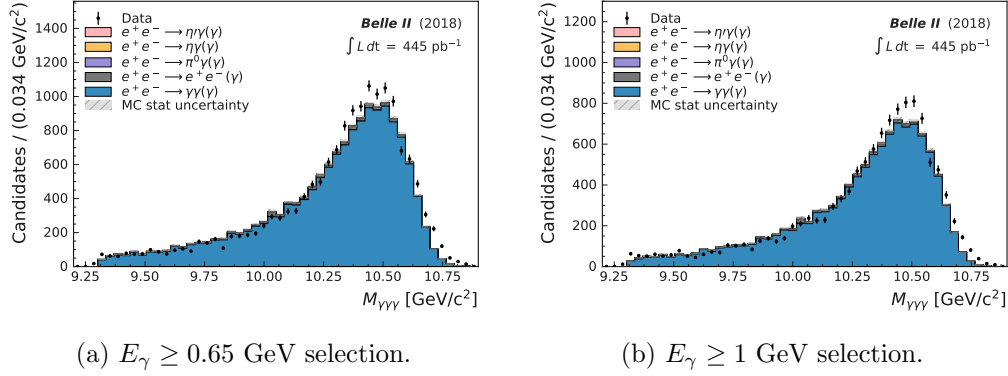 Candidates / (0.034 GeV/c²)
1400
1200
1000
800
600
400
200
0
Data
e⁺e⁻ → η′γ(γ)
e⁺e⁻ → ηγ(γ)
e⁺e⁻ → π⁰γ(γ)
e⁺e⁻ → e⁺e⁻(γ)
e⁺e⁻ → γγ(γ)
MC stat uncertainty
Belle II (2018)
∫ L dt = 445 pb⁻¹
9.25 9.50 9.75 10.00 10.25 10.50 10.75
M_γγγ [GeV/c²]
(a) E_γ ≥ 0.65 GeV selection.
Candidates / (0.034 GeV/c²)
1200
1000
800
600
400
200
0
Data
e⁺e⁻ → η′γ(γ)
e⁺e⁻ → ηγ(γ)
e⁺e⁻ → π⁰γ(γ)
e⁺e⁻ → e⁺e⁻(γ)
e⁺e⁻ → γγ(γ)
MC stat uncertainty
Belle II (2018)
∫ L dt = 445 pb⁻¹
9.25 9.50 9.75 10.00 10.25 10.50 10.75
M_γγγ [GeV/c²]
(b) E_γ ≥ 1 GeV selection.